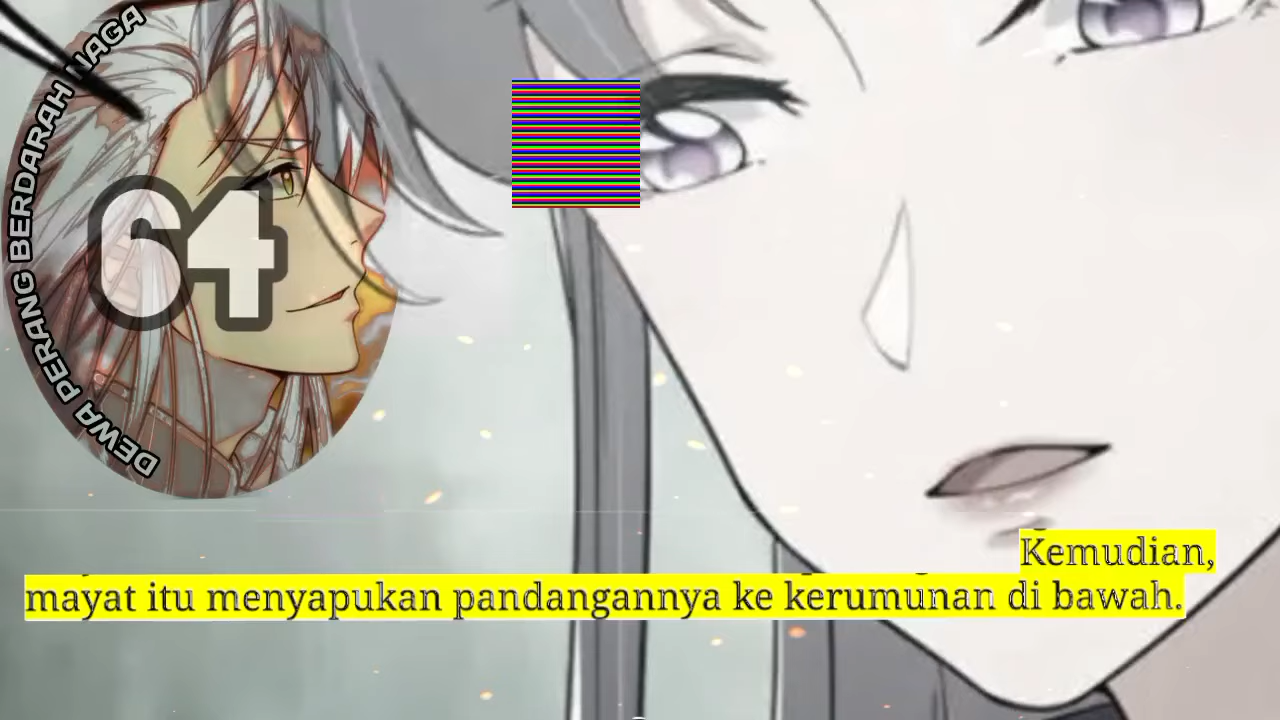 DEWA PERANG BERDARAH NAGA
64
Kemudian,
mayat itu menyapukan pandangannya ke kerumunan di bawah.